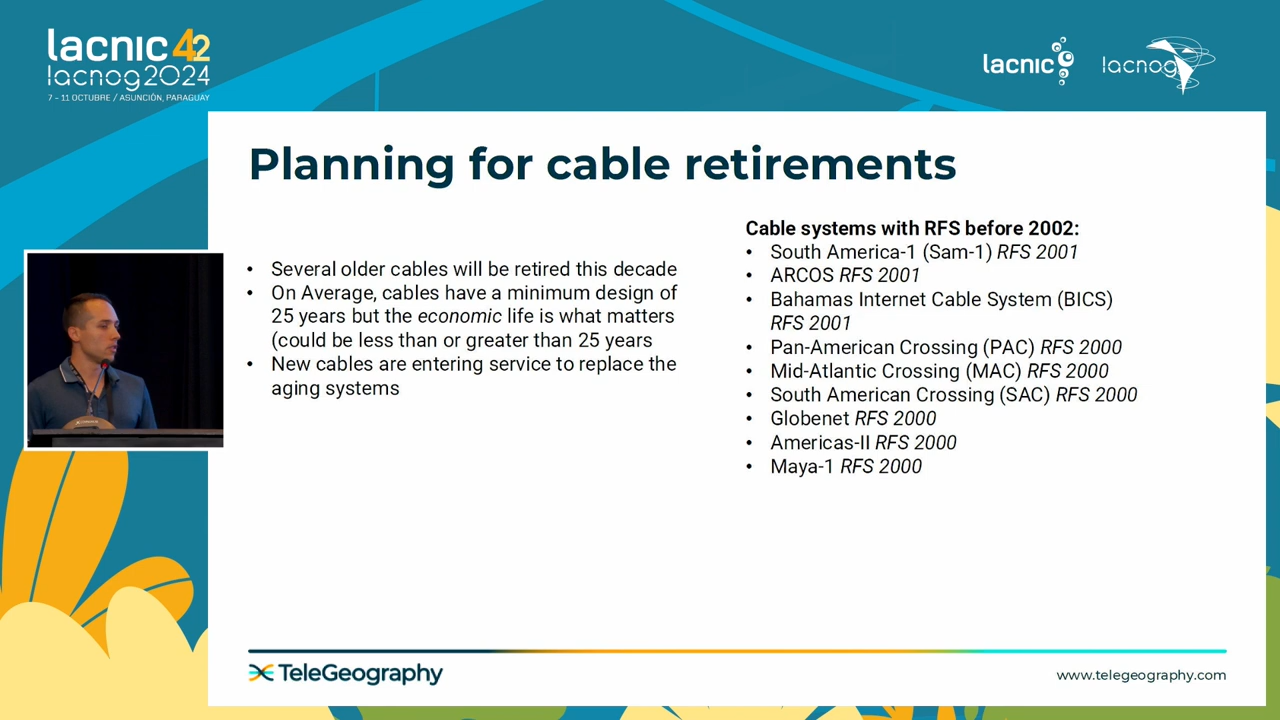 lacnic 42
lacnog2024
7 - 11 OCTUBRE / ASUNCIÓN, PARAGUAY
lacnic
lacnog
Planning for cable retirements
• Several older cables will be retired this decade
• On Average, cables have a minimum design of
25 years but the economic life is what matters
(could be less than or greater than 25 years
• New cables are entering service to replace the
aging systems
Cable systems with RFS before 2002:
• South America-1 (Sam-1) RFS 2001
• ARCOS RFS 2001
• Bahamas Internet Cable System (BICS)
RFS 2001
• Pan-American Crossing (PAC) RFS 2000
• Mid-Atlantic Crossing (MAC) RFS 2000
• South American Crossing (SAC) RFS 2000
• Globenet RFS 2000
• Americas-II RFS 2000
• Maya-1 RFS 2000
TeleGeography
www.telegeography.com